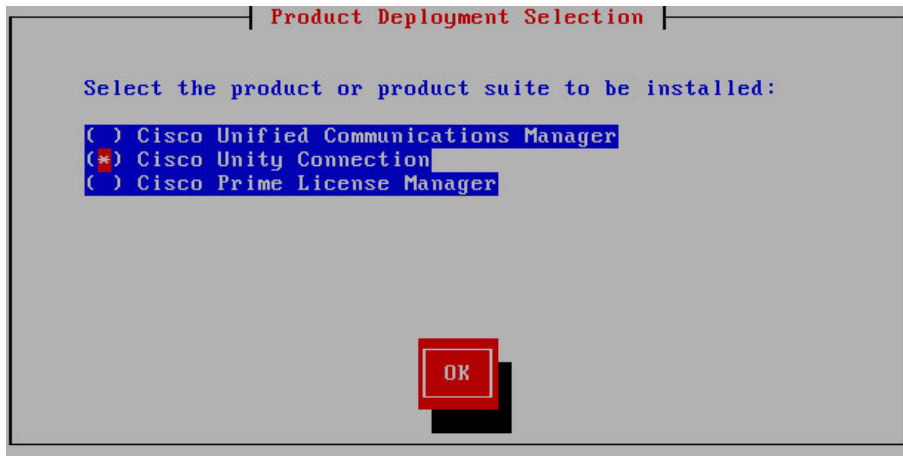 Product Deployment Selection
Select the product or product suite to be installed:
( ) Cisco Unified Communications Manager
(*) Cisco Unity Connection
( ) Cisco Prime License Manager
OK